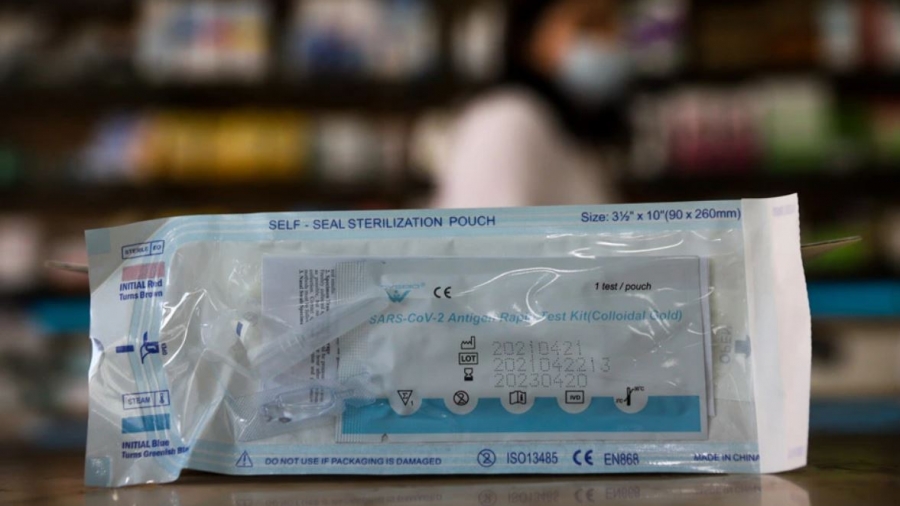 SELF - SEAL STERILIZATION POUCH
Size: 3½" x 10"(90 x 260mm)
INITIAL Red
Turns Brown
CE
1 test / pouch
SARS-CoV-2 Antigen Rapid Test Kit(Colloidal Gold)
20210421
LOT
2021042213
20230420
1
IVD
STEAM
INITIAL Blue
Turns Greenish
DO NOT USE IF PACKAGING IS DAMAGED
2
ISO13485
CE
EN868
MADE IN CHINA